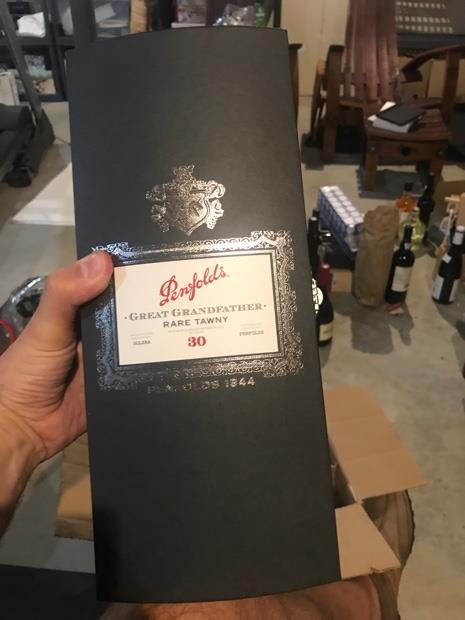 Penfolds
·GREAT GRANDFATHER·
RARE TAWNY
SOLERA
PENFOLDS
30
PENFOLDS 1844